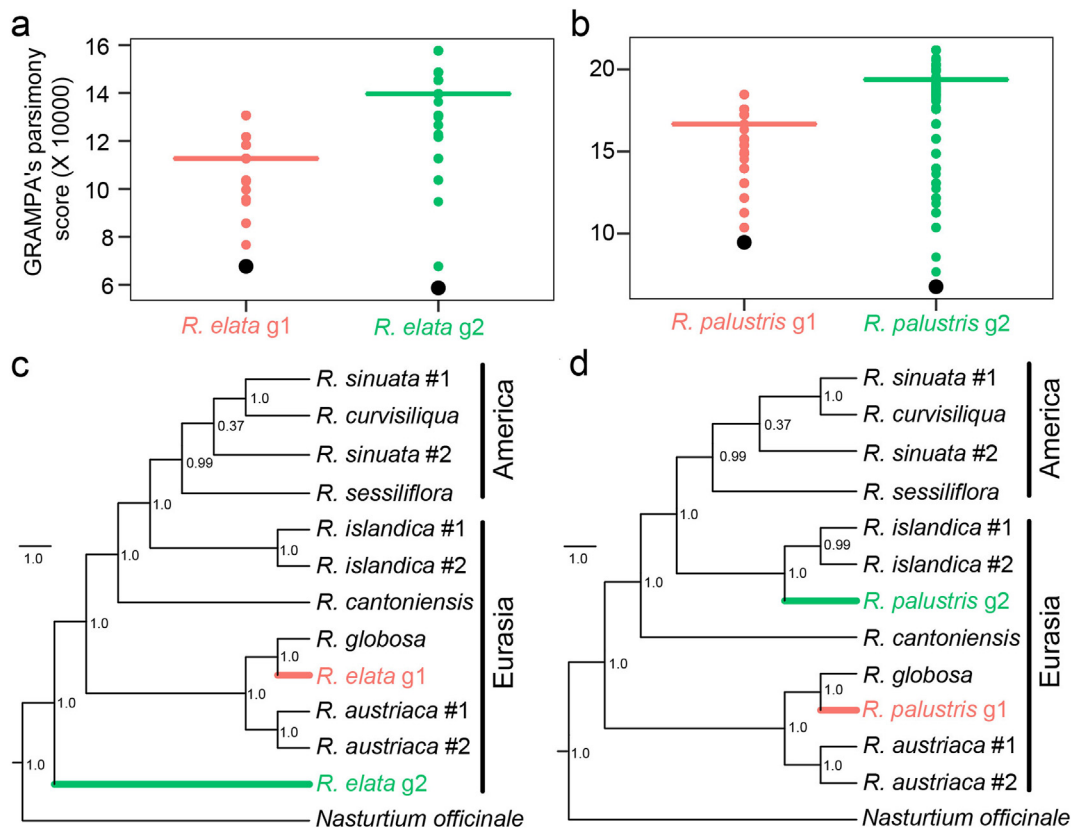 a
GRAMPA's parsimony
score (X 10000)
16
14
12
10
8
6
R. elata g1
R. elata g2
b
20
15
10
R. palustris g1
R. palustris g2
c
R. sinuata #1
1.0
R. curvisiliqua
0.37
R. sinuata #2
0.99
R. sessiliflora
1.0
R. islandica #1
1.0
R. islandica #2
1.0
R. cantoniensis
1.0
R. globosa
1.0
R. elata g1
1.0
R. austriaca #1
1.0
R. austriaca #2
1.0
R. elata g2
1.0
Nasturtium officinale
1.0
America
Eurasia
d
R. sinuata #1
1.0
R. curvisiliqua
0.37
R. sinuata #2
0.99
R. sessiliflora
1.0
R. islandica #1
0.99
R. islandica #2
1.0
R. palustris g2
1.0
R. cantoniensis
1.0
R. globosa
1.0
R. palustris g1
1.0
R. austriaca #1
1.0
R. austriaca #2
1.0
Nasturtium officinale
1.0
America
Eurasia